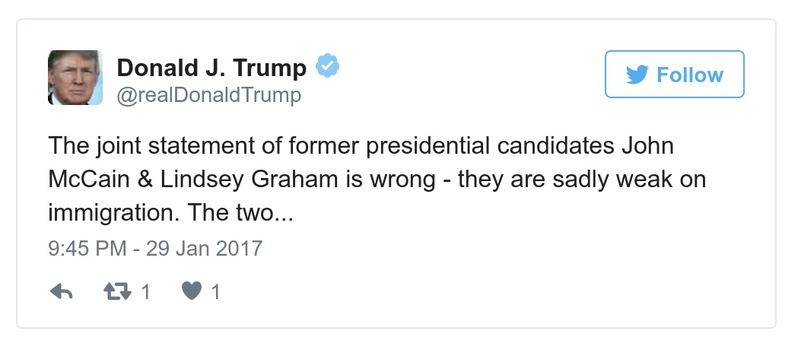 Donald J. Trump
@realDonaldTrump
Follow
The joint statement of former presidential candidates John
McCain & Lindsey Graham is wrong - they are sadly weak on
immigration. The two...
9:45 PM - 29 Jan 2017
1
1